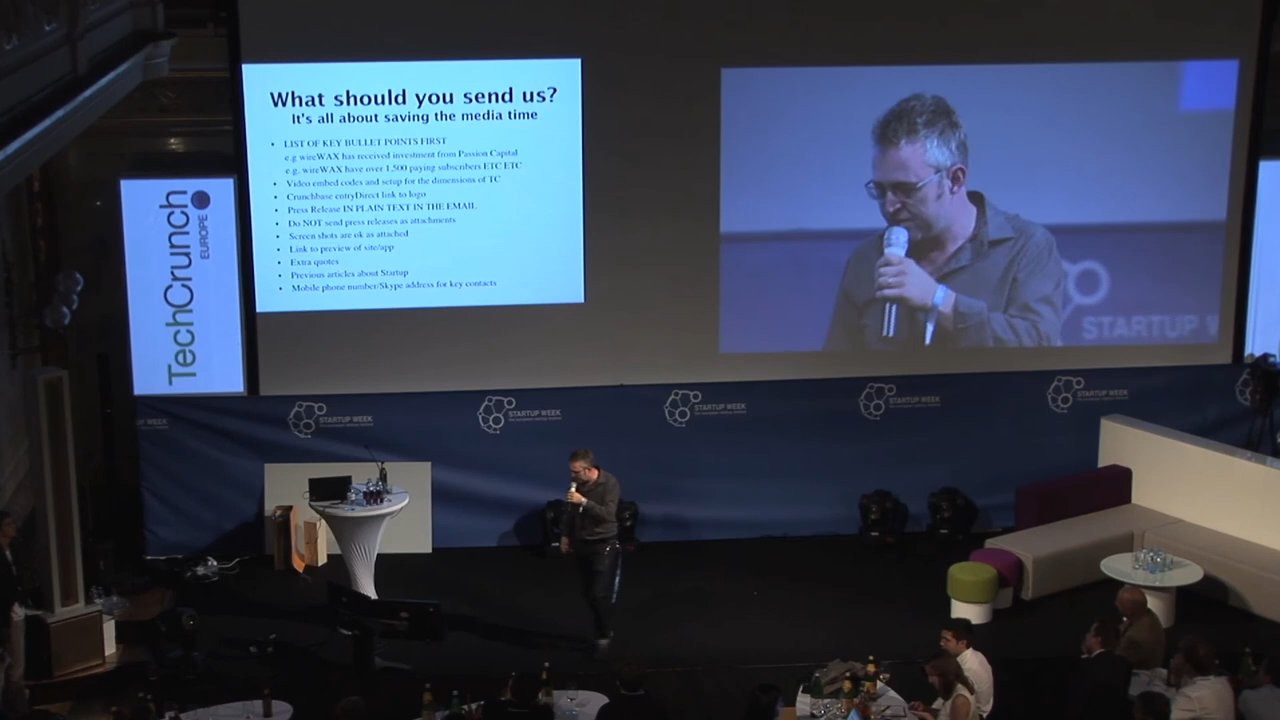 What should you send us?
It's all about saving the media time
• LIST OF KEY BULLET POINTS FIRST
e.g wireWAX has received investment from Passion Capital
e.g. wireWAX have over 1,500 paying subscribers ETC ETC
• Video embed codes and setup for the dimensions of TC
• Crunchbase entryDirect link to logo
• Press Release IN PLAIN TEXT IN THE EMAIL
• Do NOT send press releases as attachments
• Screen shots are ok as attached
• Link to preview of site/app
• Extra quotes
• Previous articles about Startup
• Mobile phone number/Skype address for key contacts
TechCrunch
EUROPE
STARTUP W
WEEK
STARTUP WEEK
STARTUP WEEK
STARTUP WEEK
STARTUP WEEK
STARTUP WEEK